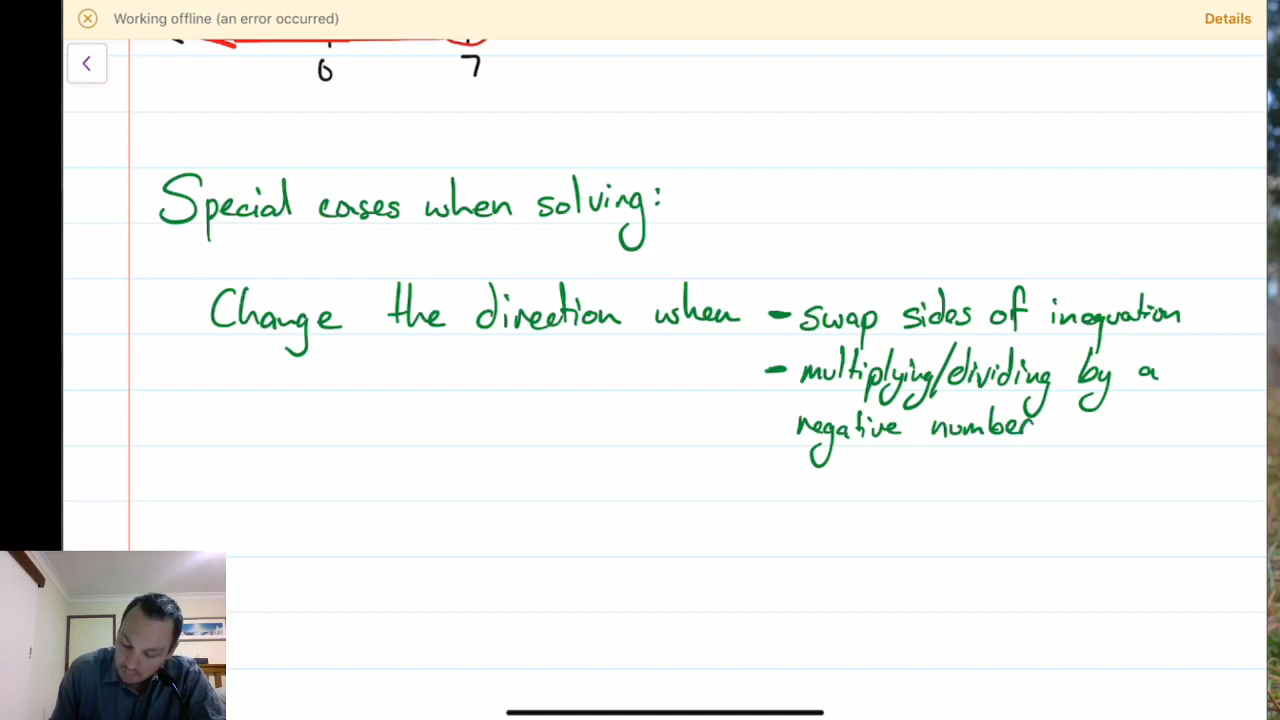 Working offline (an error occurred)
Details
0
7
Special cases when solving:
Change the direction when - swap sides of inequation
- multiplying/dividing by a
negative number